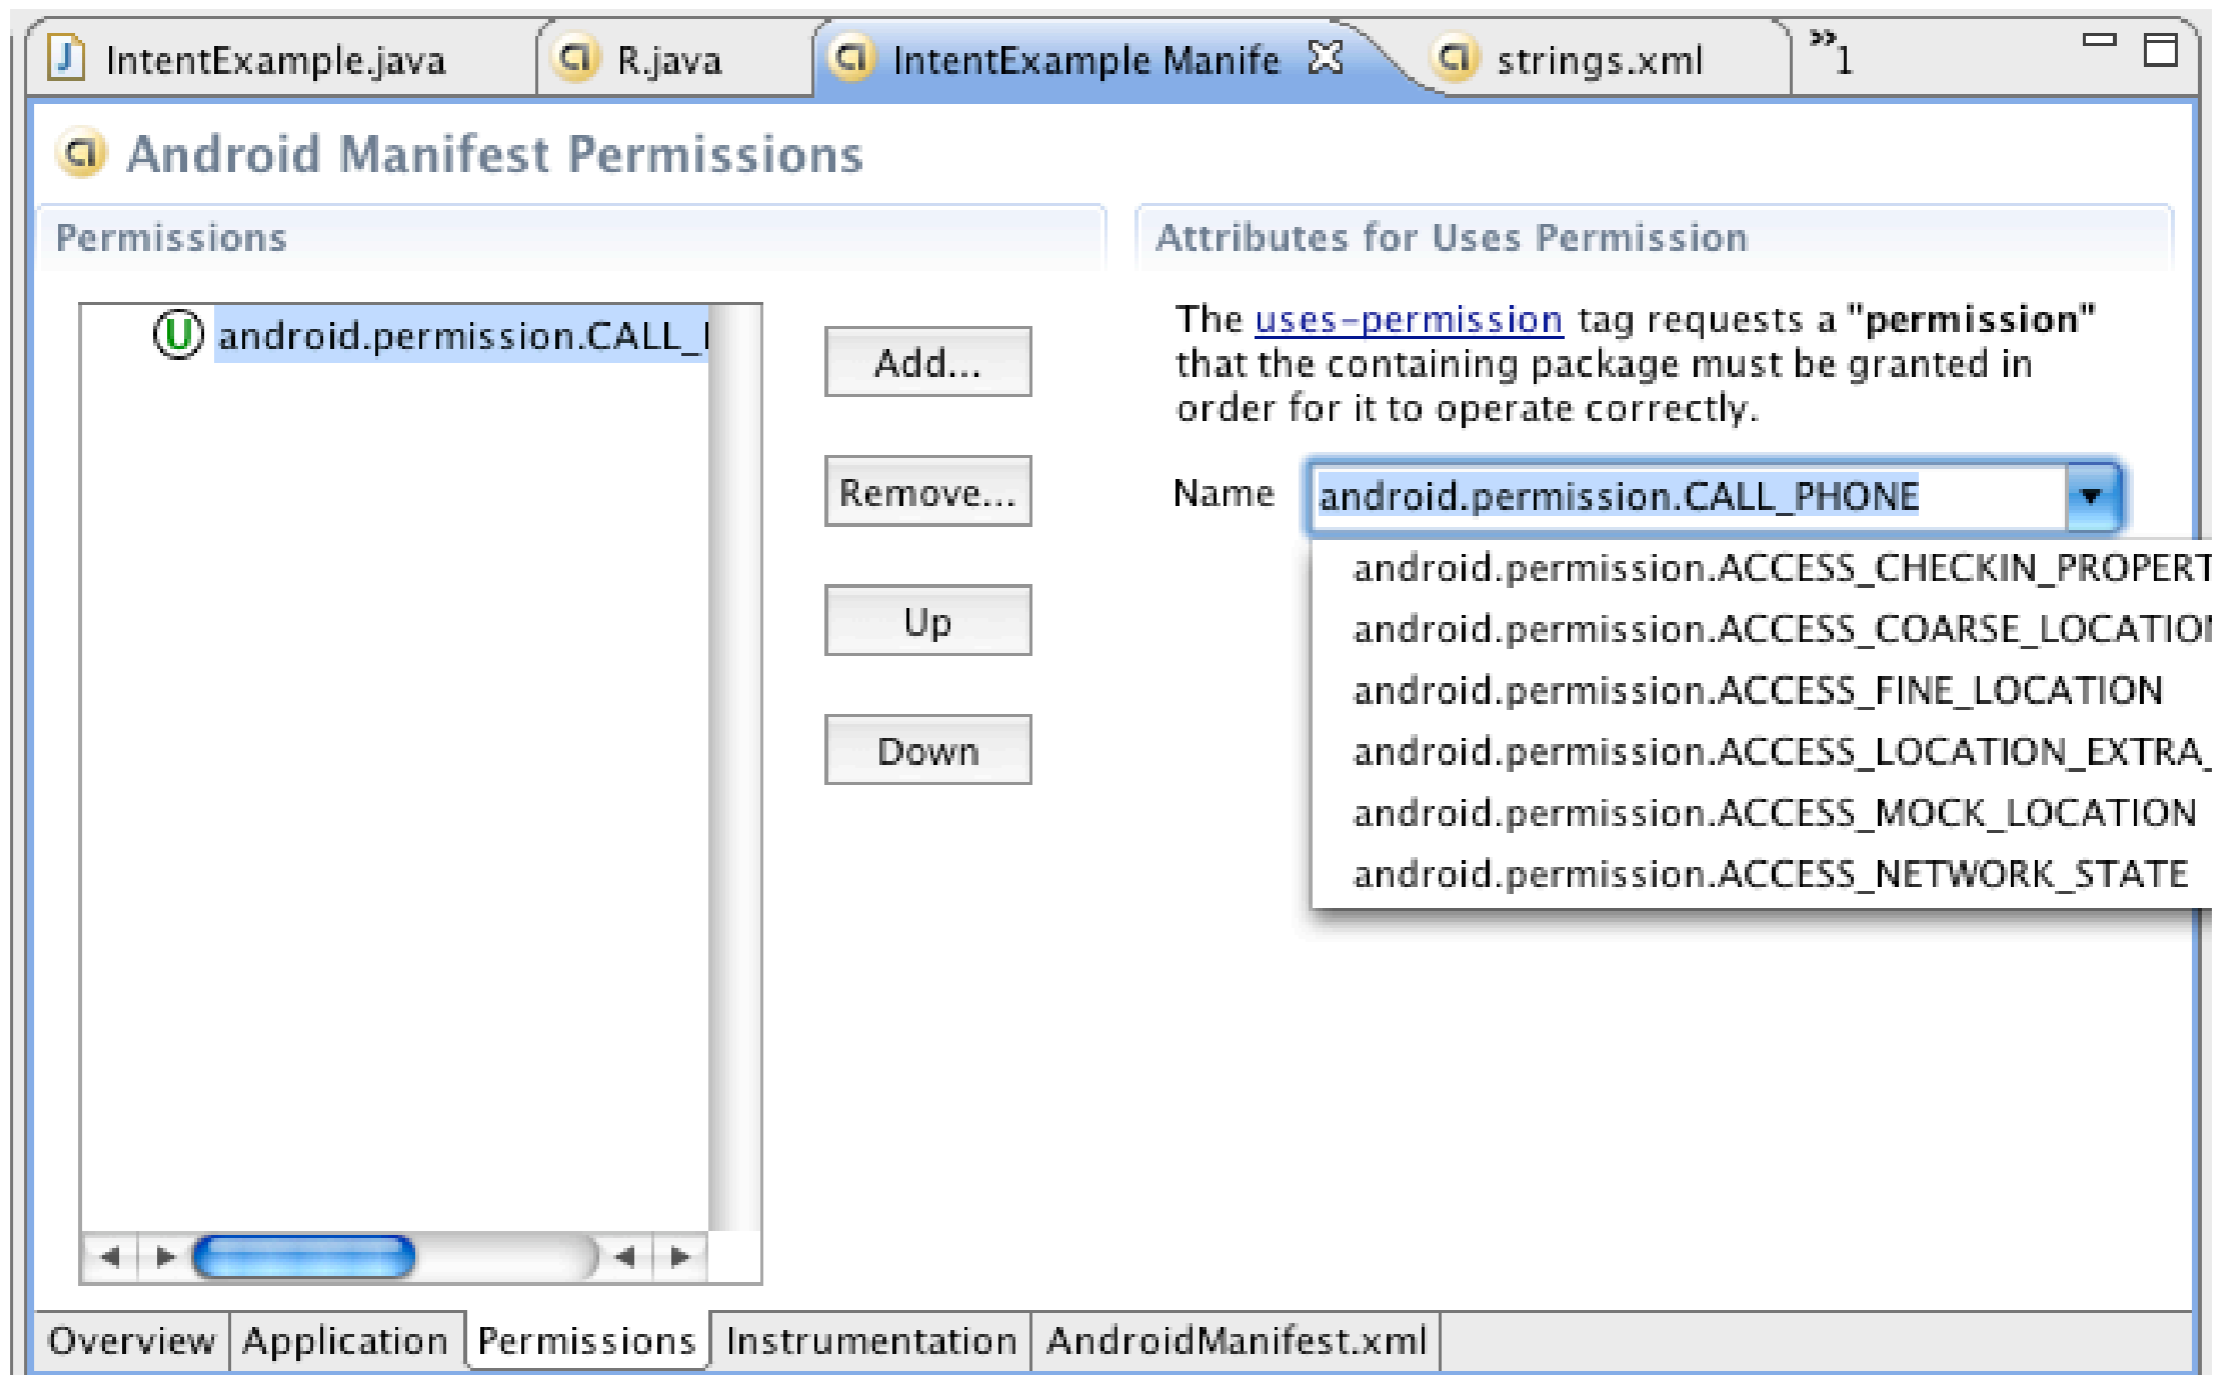 IntentExample.java
R.java
IntentExample Manife
strings.xml
»1
Android Manifest Permissions
Permissions
U android.permission.CALL_
Add...
Remove...
Up
Down
Attributes for Uses Permission
The uses-permission tag requests a "permission"
that the containing package must be granted in
order for it to operate correctly.
Name android.permission.CALL_PHONE
android.permission.ACCESS_CHECKIN_PROPERT
android.permission.ACCESS_COARSE_LOCATION
android.permission.ACCESS_FINE_LOCATION
android.permission.ACCESS_LOCATION_EXTRA_
android.permission.ACCESS_MOCK_LOCATION
android.permission.ACCESS_NETWORK_STATE
Overview
Application
Permissions
Instrumentation
AndroidManifest.xml